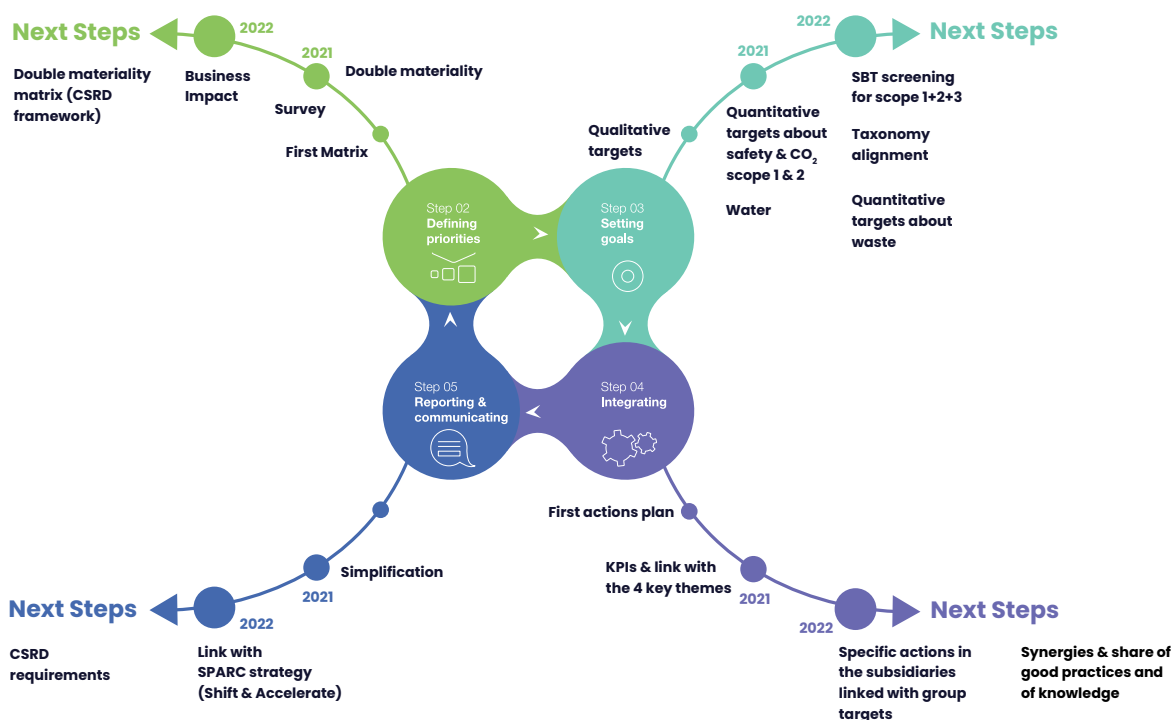 Next Steps
2022
2021
Double materiality
matrix (CSRD
framework)
Business
Impact
Double materiality
Survey
First Matrix
Step 02
Defining
priorities
2022
Next Steps
2021
SBT screening
for scope 1+2+3
Qualitative
targets
Quantitative
targets about
safety & CO₂
scope 1 & 2
Water
Taxonomy
alignment
Quantitative
targets about
waste
Step 03
Setting
goals
Step 05
Reporting &
communicating
Step 04
Integrating
Simplification
2021
Next Steps
2022
CSRD
requirements
Link with
SPARC strategy
(Shift & Accelerate)
First actions plan
KPIs & link with
the 4 key themes
2021
2022
Next Steps
Specific actions in
the subsidiaries
linked with group
targets
Synergies & share of
good practices and
of knowledge